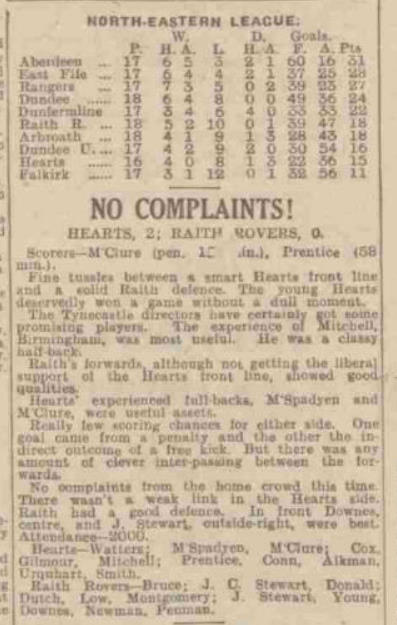 NORTH-EASTERN LEAGUE.
W. D. Goals.
P. H. A. L. H. A. F. A. Pts
Aberdeen ... 17 6 5 3 2 1 60 16 31
East Fife ... 17 6 4 4 2 1 37 25 28
Rangers ... 17 7 3 5 0 2 39 23 27
Dundee ..... 18 6 4 8 0 0 49 36 24
Dunfermline 17 3 4 6 4 0 33 33 22
Raith R. ... 18 5 2 10 0 1 39 47 18
Arbroath ... 18 4 1 9 1 3 28 43 18
Dundee U. ... 17 4 2 9 2 0 30 54 16
Hearts ..... 16 4 0 8 1 3 22 36 15
Falkirk ..... 17 3 1 12 0 1 32 56 11
NO COMPLAINTS!
HEARTS, 2; RAITH ROVERS, 0.
Scorers—M'Clure (pen. in.), Prentice (58
min.).
Fine tussles between a smart Hearts front line
and a solid Raith defence. The young Hearts
deservedly won a game without a dull moment.
The Tynecastle directors have certainly got some
promising players. The experience of Mitchell,
Birmingham, was most useful. He was a classy
half-back.
Raith's forwards, although not getting the liberal
support of the Hearts front line, showed good
qualities.
Hearts' experienced full-backs, M'Spadyen and
M'Clure, were useful assets.
Really few scoring chances for either side. One
goal came from a penalty and the other the in-
direct outcome of a free kick. But there was any
amount of clever inter-passing between the for-
wards.
No complaints from the home crowd this time.
There wasn't a weak link in the Hearts side.
Raith had a good defence. In front Downes,
centre, and J. Stewart, outside-right, were best.
Attendance—2000.
Hearts—Watters; M'Spadyen, M'Clure; Cox,
Gilmour, Mitchell; Prentice, Conn, Aikman,
Urquhart, Smith.
Raith Rovers—Bruce; J. C. Stewart, Donald;
Dutch, Low, Montgomery; J. Stewart, Young,
Downes, Newman, Penman.